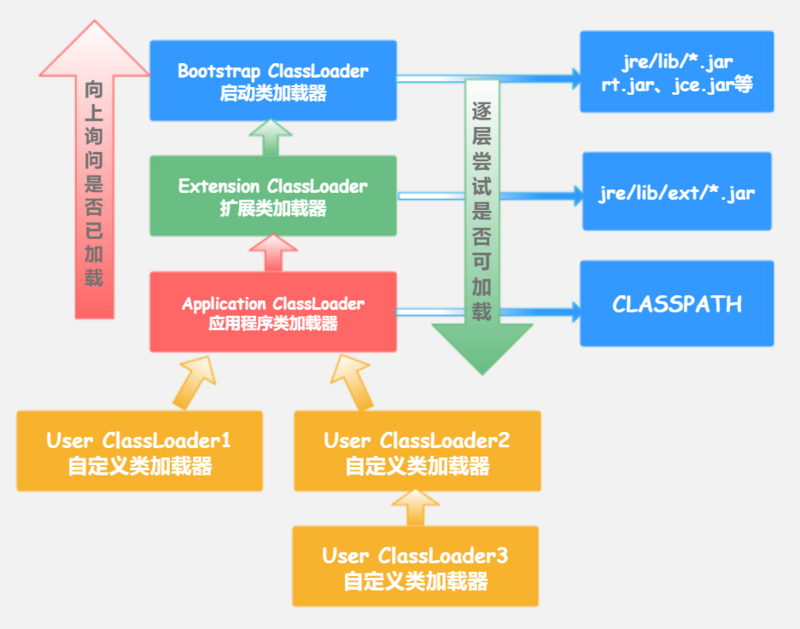 向上询问是否已加载
Bootstrap ClassLoader
启动类加载器
jre/lib/*.jar
rt.jar、jce.jar等
逐层尝试是否可加载
Extension ClassLoader
扩展类加载器
jre/lib/ext/*.jar
Application ClassLoader
应用程序类加载器
CLASSPATH
User ClassLoader1
自定义类加载器
User ClassLoader2
自定义类加载器
User ClassLoader3
自定义类加载器